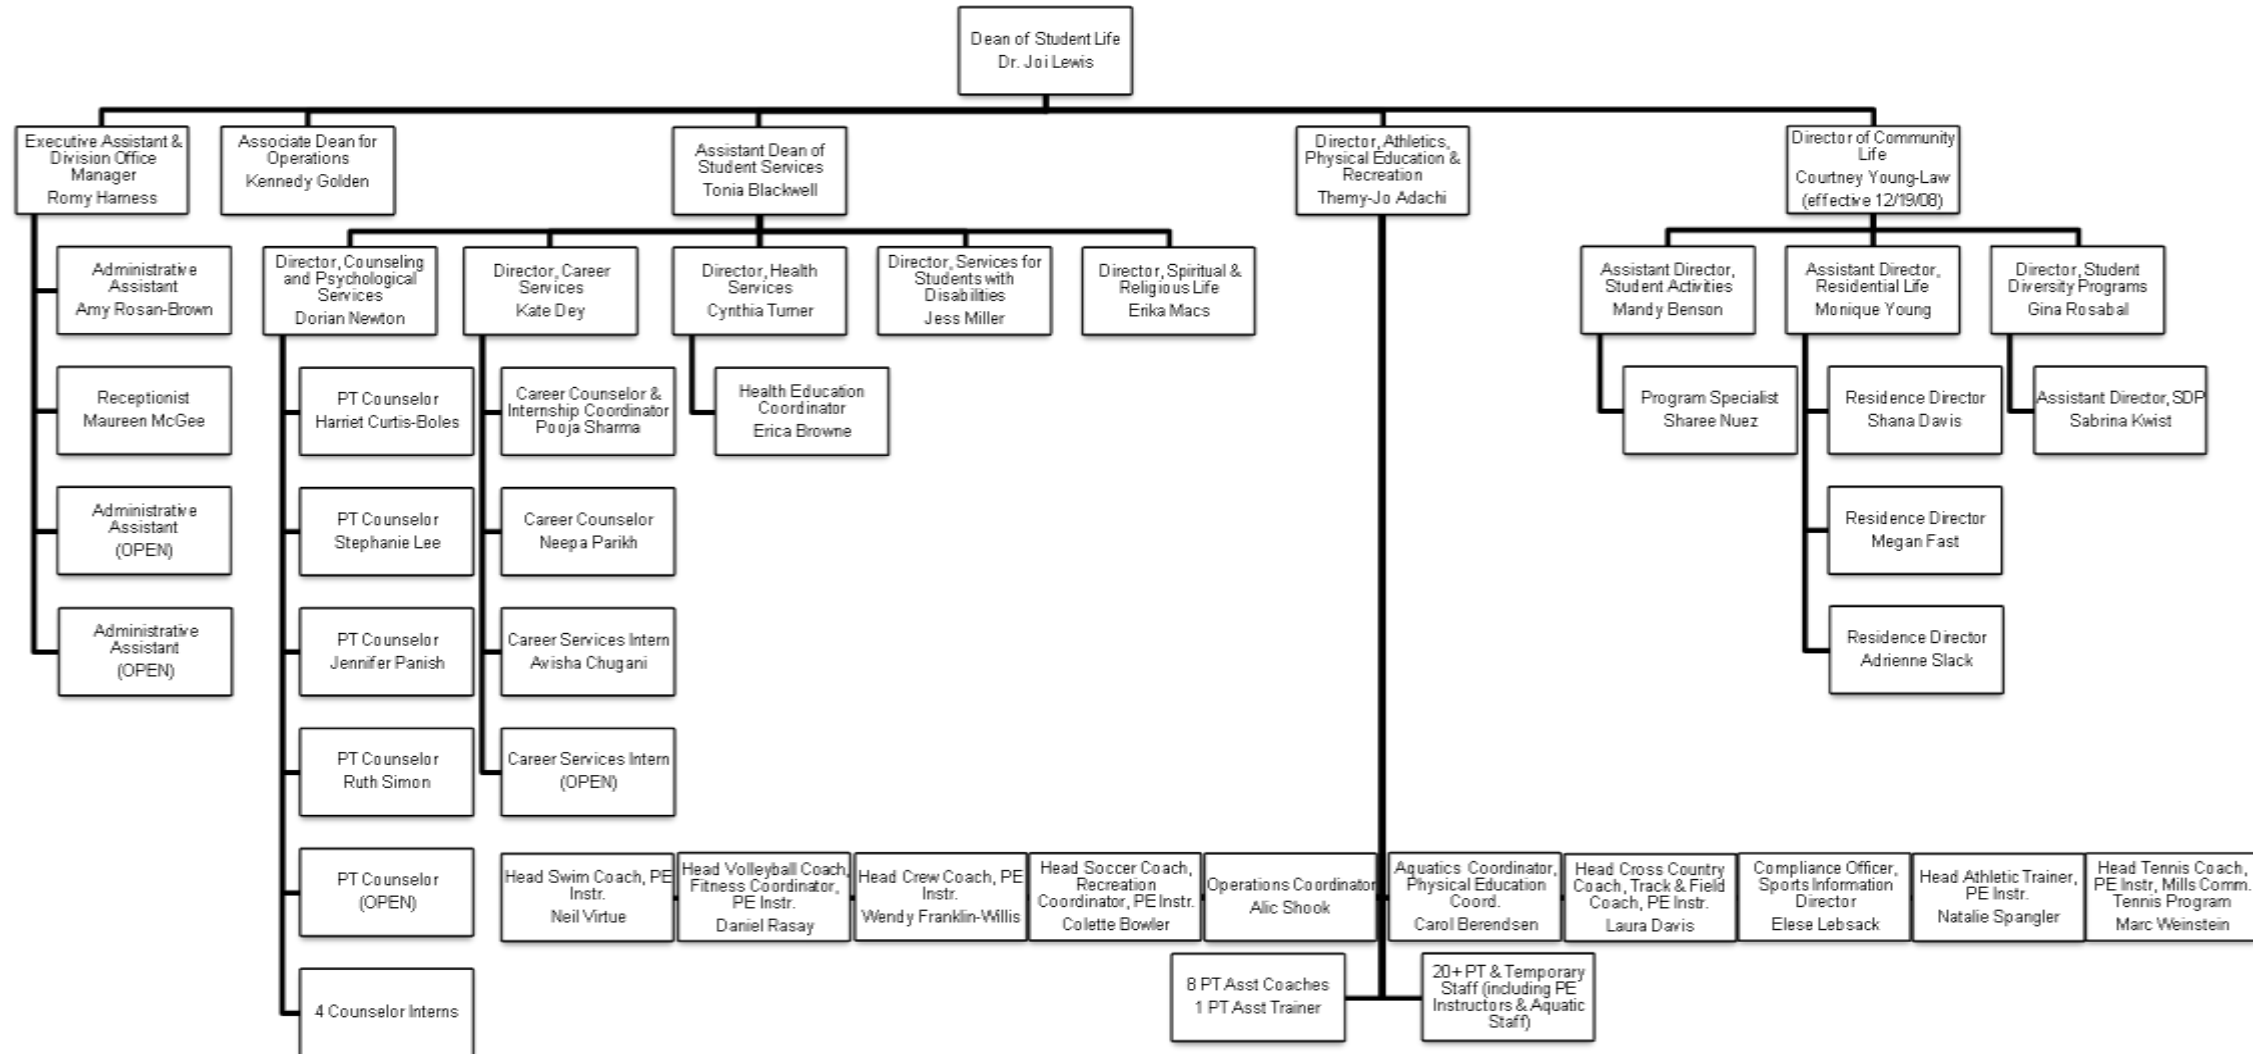 Dean of Student Life
Dr. Joi Lewis
Executive Assistant &
Division Office
Manager
Romy Harness
Associate Dean for
Operations
Kennedy Golden
Assistant Dean of
Student Services
Tonia Blackwell
Director, Athletics,
Physical Education &
Recreation
Themy-Jo Adachi
Director of Community
Life
Courtney Young-Law
(effective 12/19/08)
Administrative
Assistant
Amy Rosan-Brown
Director, Counseling
and Psychological
Services
Dorian Newton
Director, Career
Services
Kate Dey
Director, Health
Services
Cynthia Turner
Director, Services for
Students with
Disabilities
Jess Miller
Director, Spiritual &
Religious Life
Erika Macs
Assistant Director,
Student Activities
Mandy Benson
Assistant Director,
Residential Life
Monique Young
Director, Student
Diversity Programs
Gina Rosabal
Receptionist
Maureen McGee
PT Counselor
Harriet Curtis-Boles
Career Counselor &
Internship Coordinator
Pooja Sharma
Health Education
Coordinator
Erica Browne
Program Specialist
Sharee Nuez
Residence Director
Shana Davis
Assistant Director, SDP
Sabrina Kwist
Administrative
Assistant
(OPEN)
PT Counselor
Stephanie Lee
Career Counselor
Neepa Parikh
Residence Director
Megan Fast
Administrative
Assistant
(OPEN)
PT Counselor
Jennifer Panish
Career Services Intern
Avisha Chugani
Residence Director
Adrienne Slack
PT Counselor
Ruth Simon
Career Services Intern
(OPEN)
PT Counselor
(OPEN)
Head Swim Coach, PE
Instr.
Neil Virtue
Head Volleyball Coach,
Fitness Coordinator,
PE Instr.
Daniel Rasay
Head Crew Coach, PE
Instr.
Wendy Franklin-Willis
Head Soccer Coach,
Recreation
Coordinator, PE Instr.
Colette Bowler
Operations Coordinator
Alic Shook
Aquatics Coordinator,
Physical Education
Coord.
Carol Berendsen
Head Cross Country
Coach, Track & Field
Coach, PE Instr.
Laura Davis
Compliance Officer,
Sports Information
Director
Elese Lebsack
Head Athletic Trainer,
PE Instr.
Natalie Spangler
Head Tennis Coach,
PE Instr, Mills Comm.
Tennis Program
Marc Weinstein
4 Counselor Interns
8 PT Asst Coaches
1 PT Asst Trainer
20+ PT & Temporary
Staff (including PE
Instructors & Aquatic
Staff)